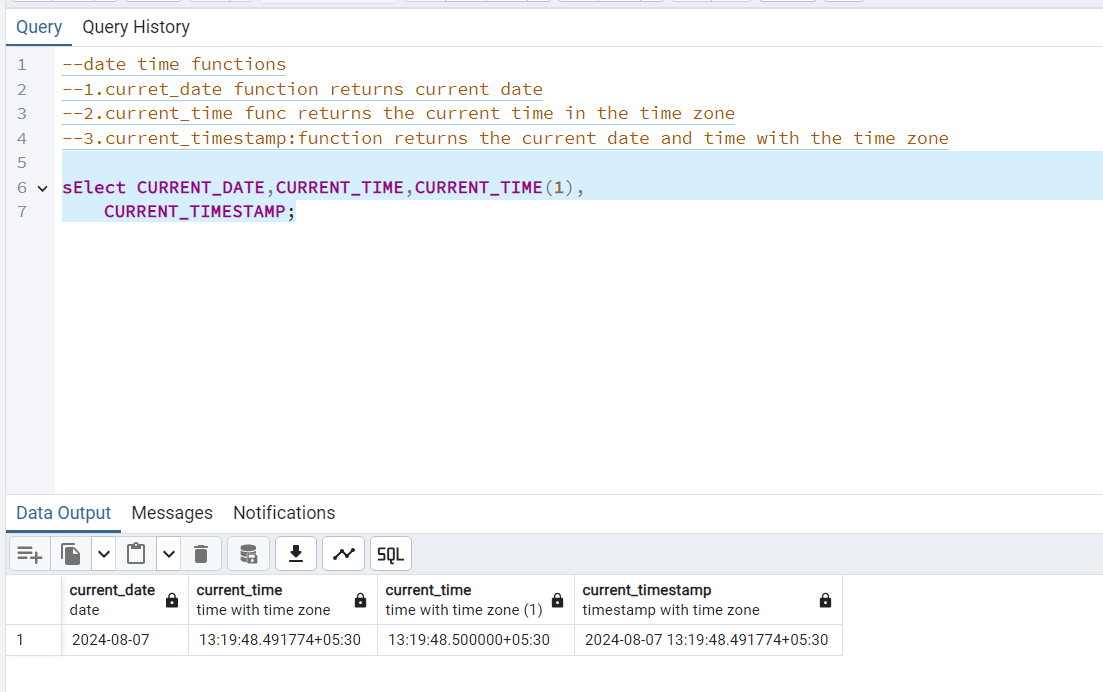 Query Query History
1 --date time functions
2 --1.curret_date function returns current date
3 --2.current_time func returns the current time in the time zone
4 --3.current_timestamp:function returns the current date and time with the time zone
5
6 sElect CURRENT_DATE,CURRENT_TIME,CURRENT_TIME(1),
7 CURRENT_TIMESTAMP;
Data Output Messages Notifications
SQL
current_date current_time current_time current_timestamp
date time with time zone time with time zone (1) timestamp with time zone
1 2024-08-07 13:19:48.491774+05:30 13:19:48.500000+05:30 2024-08-07 13:19:48.491774+05:30